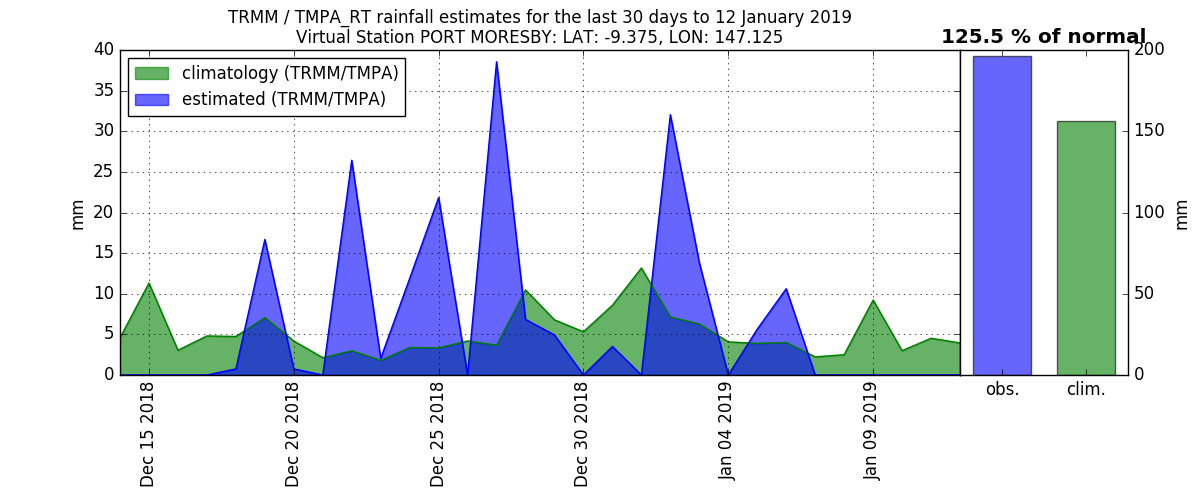 TRMM / TMPA_RT rainfall estimates for the last 30 days to 12 January 2019
Virtual Station PORT MORESBY: LAT: -9.375, LON: 147.125
125.5 % of normal
climatology (TRMM/TMPA)
estimated (TRMM/TMPA)
mm
40
35
30
25
20
15
10
5
0
Dec 15 2018
Dec 20 2018
Dec 25 2018
Dec 30 2018
Jan 04 2019
Jan 09 2019
obs.
clim.
200
150
100
50
0
mm